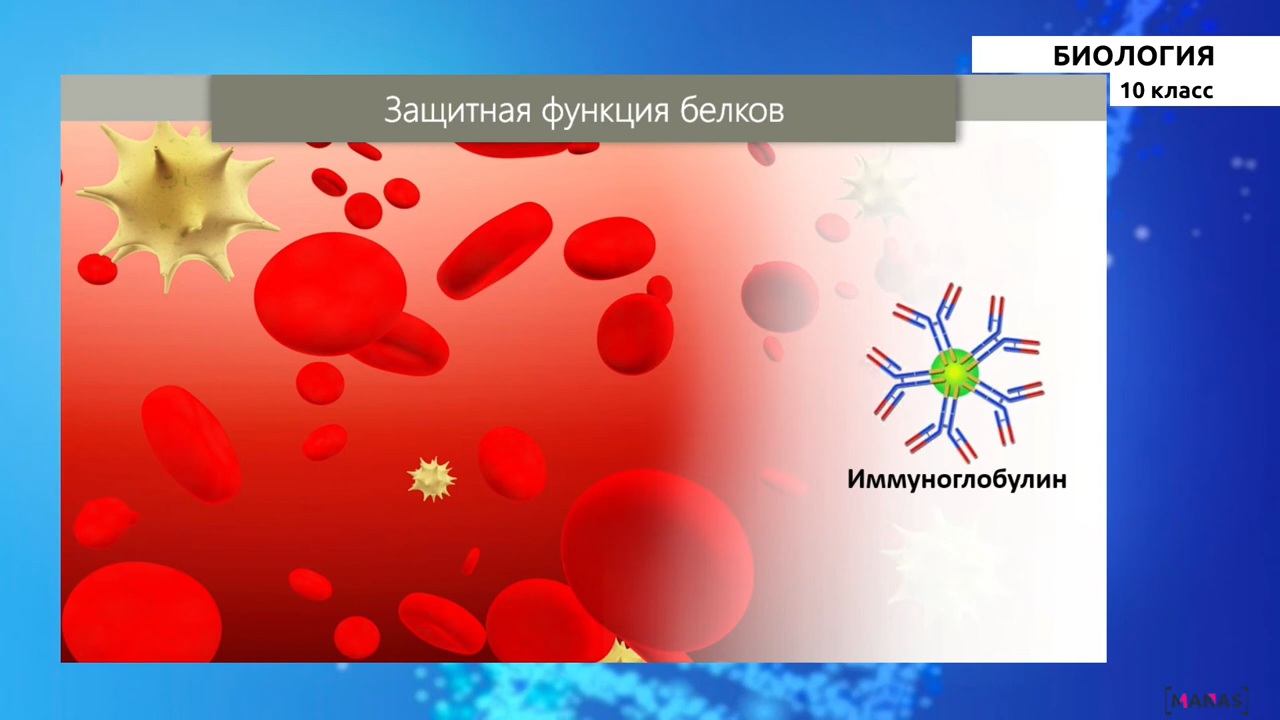 БИОЛОГИЯ
10 класс
Защитная функция белков
Иммуноглобулин
MANAS